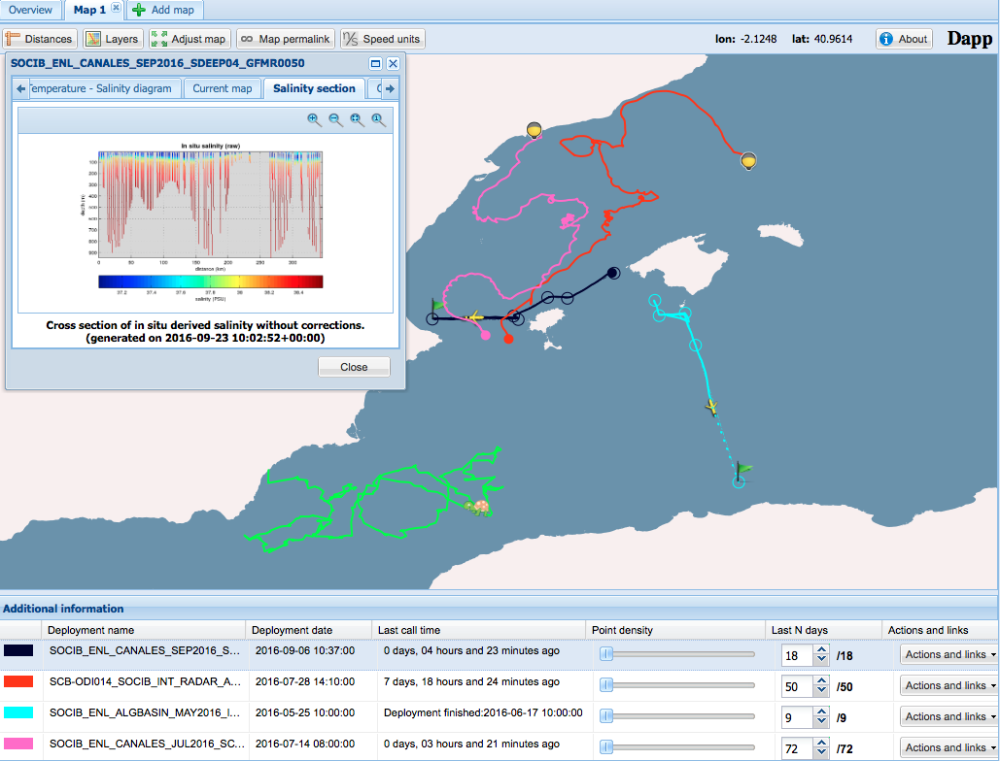 Overview
Map 1
Add map
Distances
Layers
Adjust map
Map permalink
Speed units
lon: -2.1248 lat: 40.9614
About
Dapp
SOCIB_ENL_CANALES_SEP2016_SDEEP04_GFMR0050
Temperature - Salinity diagram
Current map
Salinity section
In situ salinity (raw)
depth (m)
100
200
300
400
500
600
700
800
0 50 100 150 200 250 300
distance (km)
37.2 37.4 37.6 37.8 38 38.2 38.4
salinity (PSU)
Cross section of in situ derived salinity without corrections.
(generated on 2016-09-23 10:02:52+00:00)
Close
Additional information
Deployment name Deployment date Last call time Point density Last N days Actions and links
SOCIB_ENL_CANALES_SEP2016_S... 2016-09-06 10:37:00 0 days, 04 hours and 23 minutes ago 18 /18 Actions and links
SCB-ODI014_SOCIB_INT_RADAR_A... 2016-07-28 14:10:00 7 days, 18 hours and 24 minutes ago 50 /50 Actions and links
SOCIB_ENL_ALGBASIN_MAY2016_I... 2016-05-25 10:00:00 Deployment finished:2016-06-17 10:00:00 9 /9 Actions and links
SOCIB_ENL_CANALES_JUL2016_SC... 2016-07-14 08:00:00 0 days, 03 hours and 21 minutes ago 72 /72 Actions and links